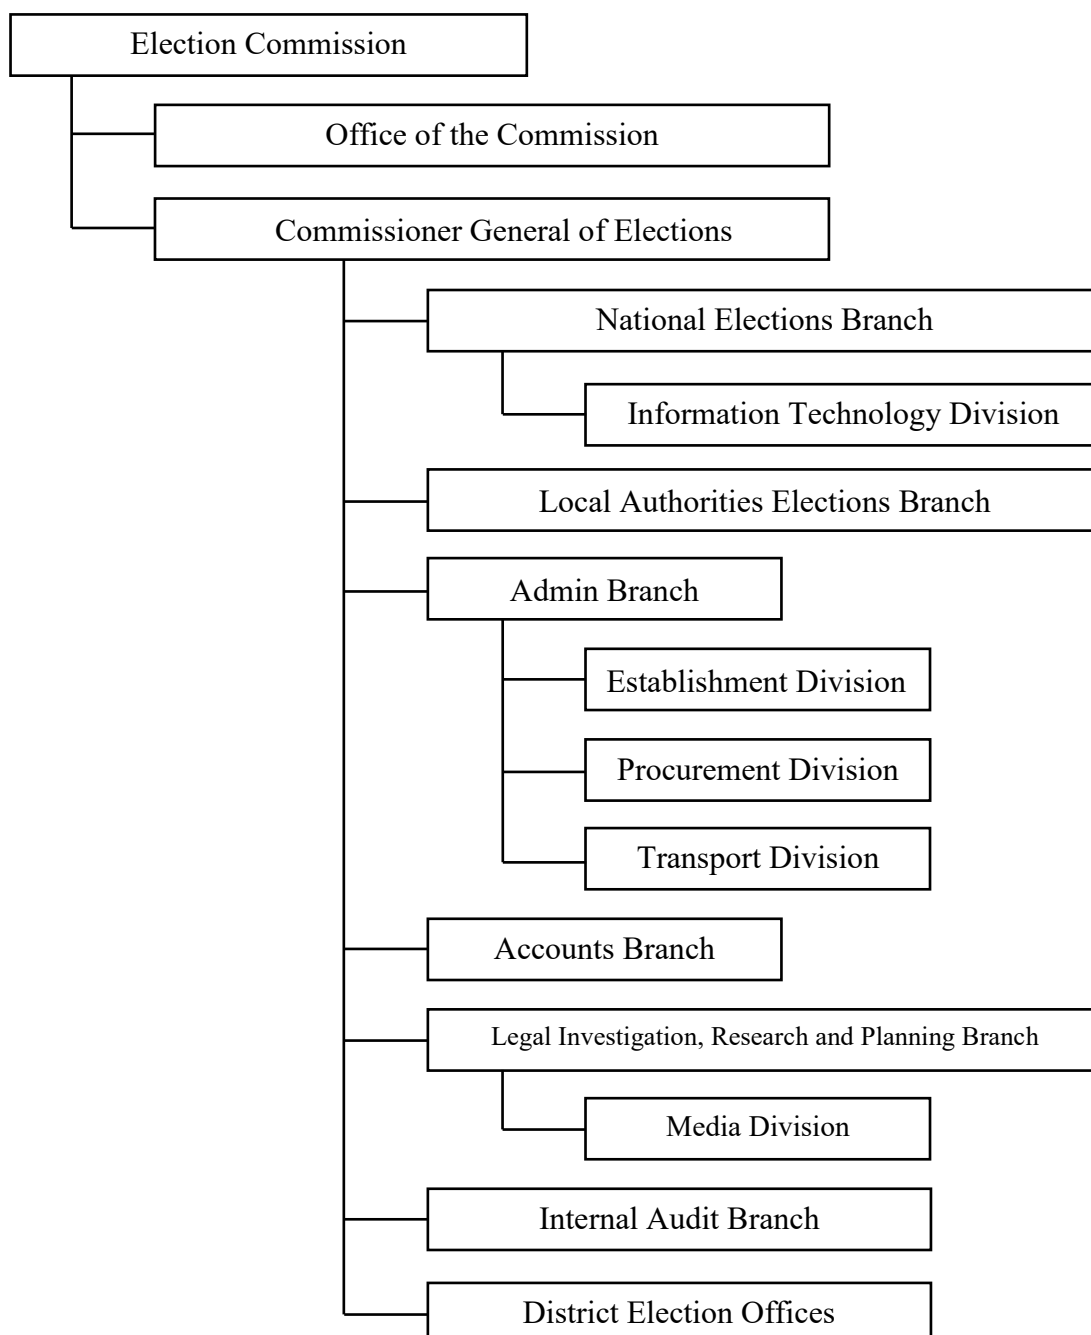 Election Commission
Office of the Commission
Commissioner General of Elections
National Elections Branch
Information Technology Division
Local Authorities Elections Branch
Admin Branch
Establishment Division
Procurement Division
Transport Division
Accounts Branch
Legal Investigation, Research and Planning Branch
Media Division
Internal Audit Branch
District Election Offices